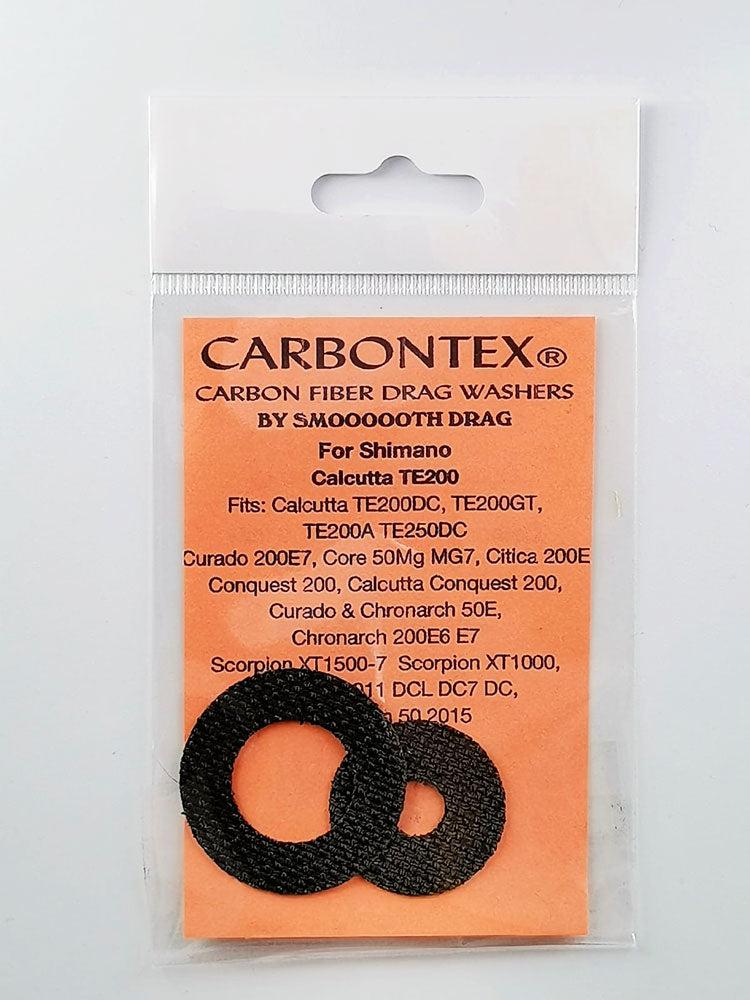 CARBONTEX®
CARBON FIBER DRAG WASHERS
BY SMOOOOOTH DRAG
For Shimano
Calcutta TE200
Fits: Calcutta TE200DC, TE200GT,
TE200A TE250DC
Curado 200E7, Core 50Mg MG7, Citica 200E
Conquest 200, Calcutta Conquest 200,
Curado & Chronarch 50E,
Chronarch 200E6 E7
Scorpion XT1500-7 Scorpion XT1000,
DCL DC7 DC,
50 2015